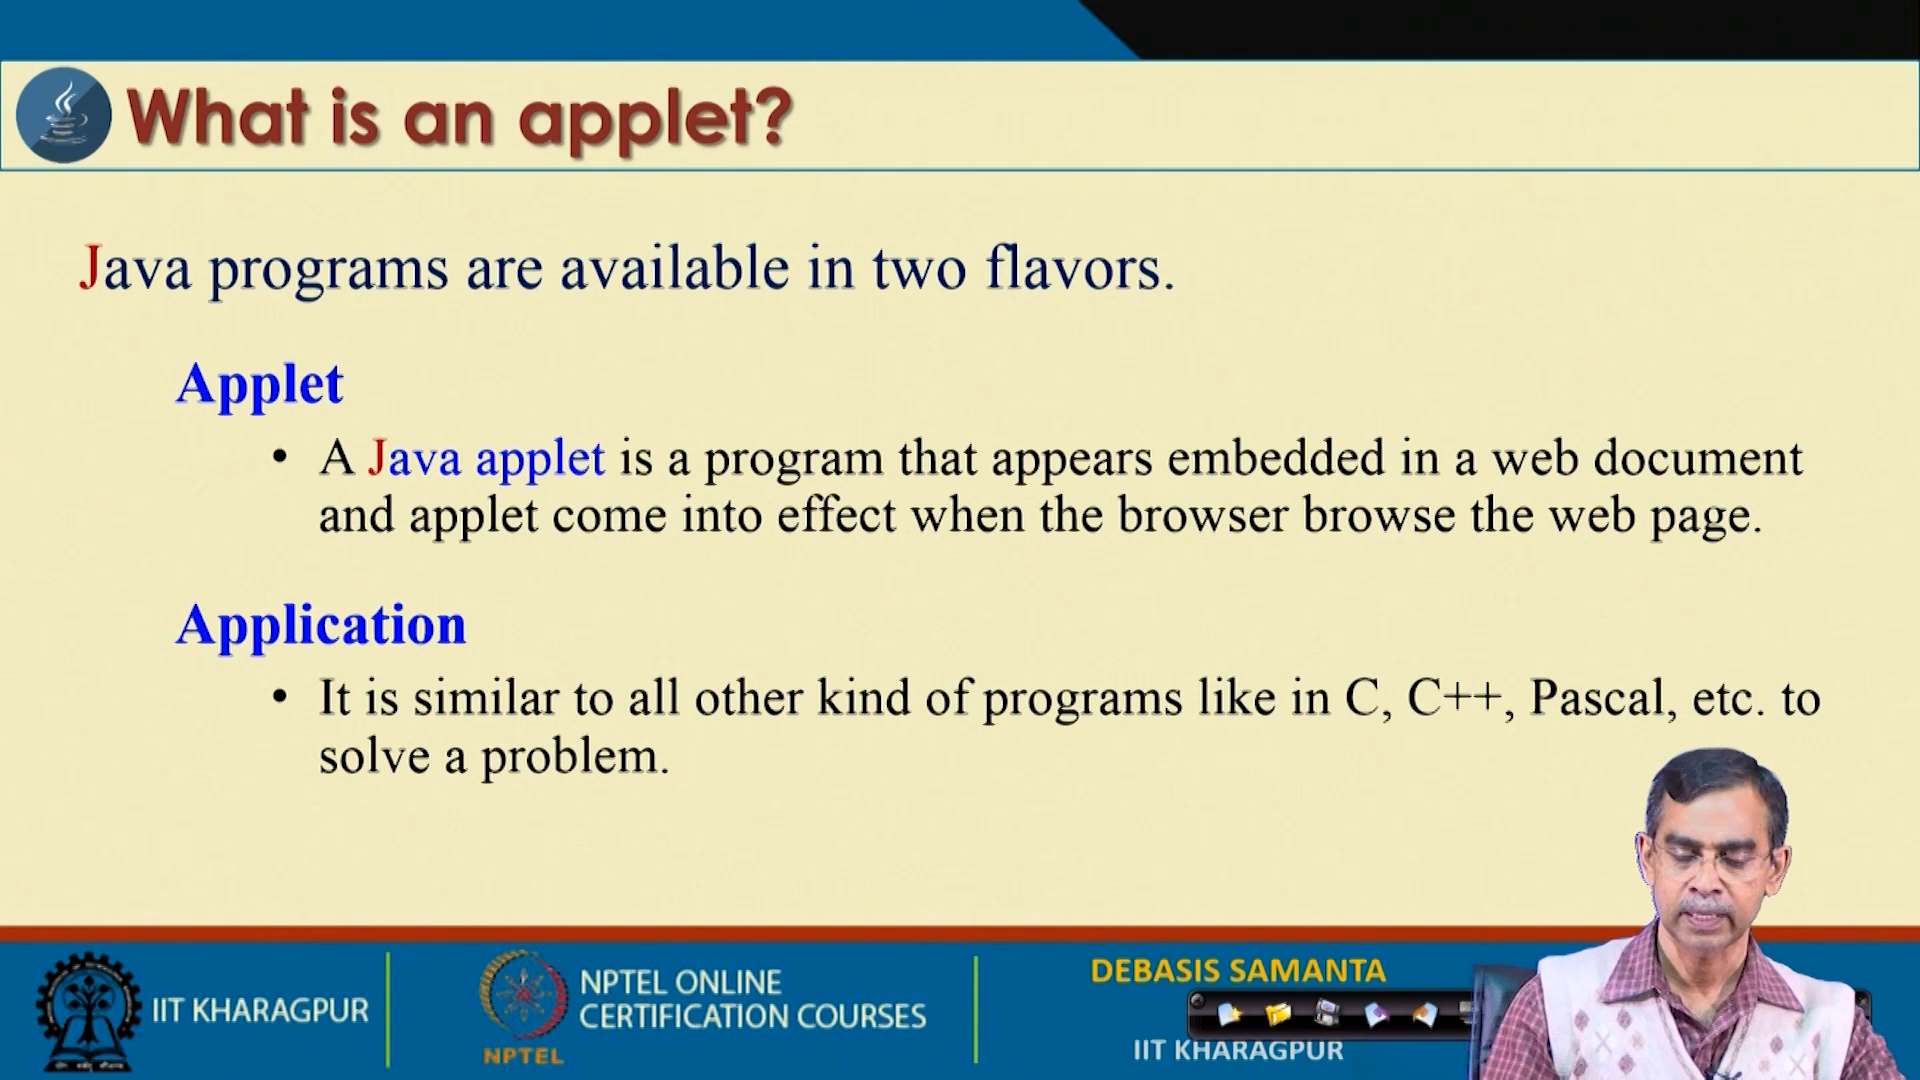 What is an applet?
Java programs are available in two flavors.
Applet
• A Java applet is a program that appears embedded in a web document
and applet come into effect when the browser browse the web page.
Application
• It is similar to all other kind of programs like in C, C++, Pascal, etc. to
solve a problem.
IIT KHARAGPUR
NPTEL
NPTEL ONLINE
CERTIFICATION COURSES
DEBASIS SAMANTA
IIT KHARAGPUR